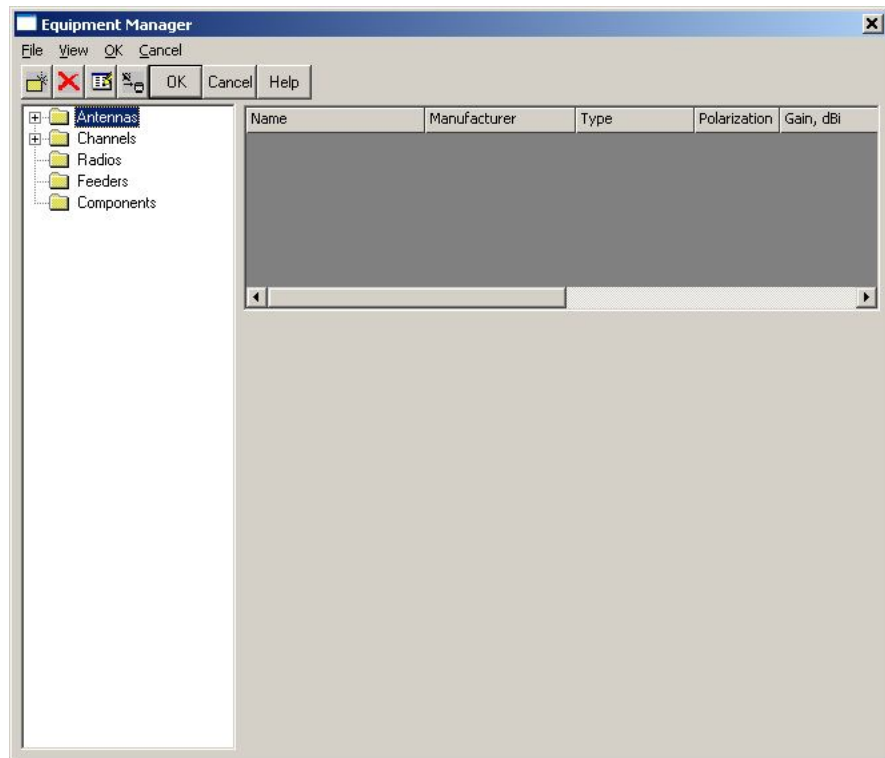 Equipment Manager
File View OK Cancel
OK Cancel Help
Antennas
Channels
Radios
Feeders
Components
Name Manufacturer Type Polarization Gain, dBi